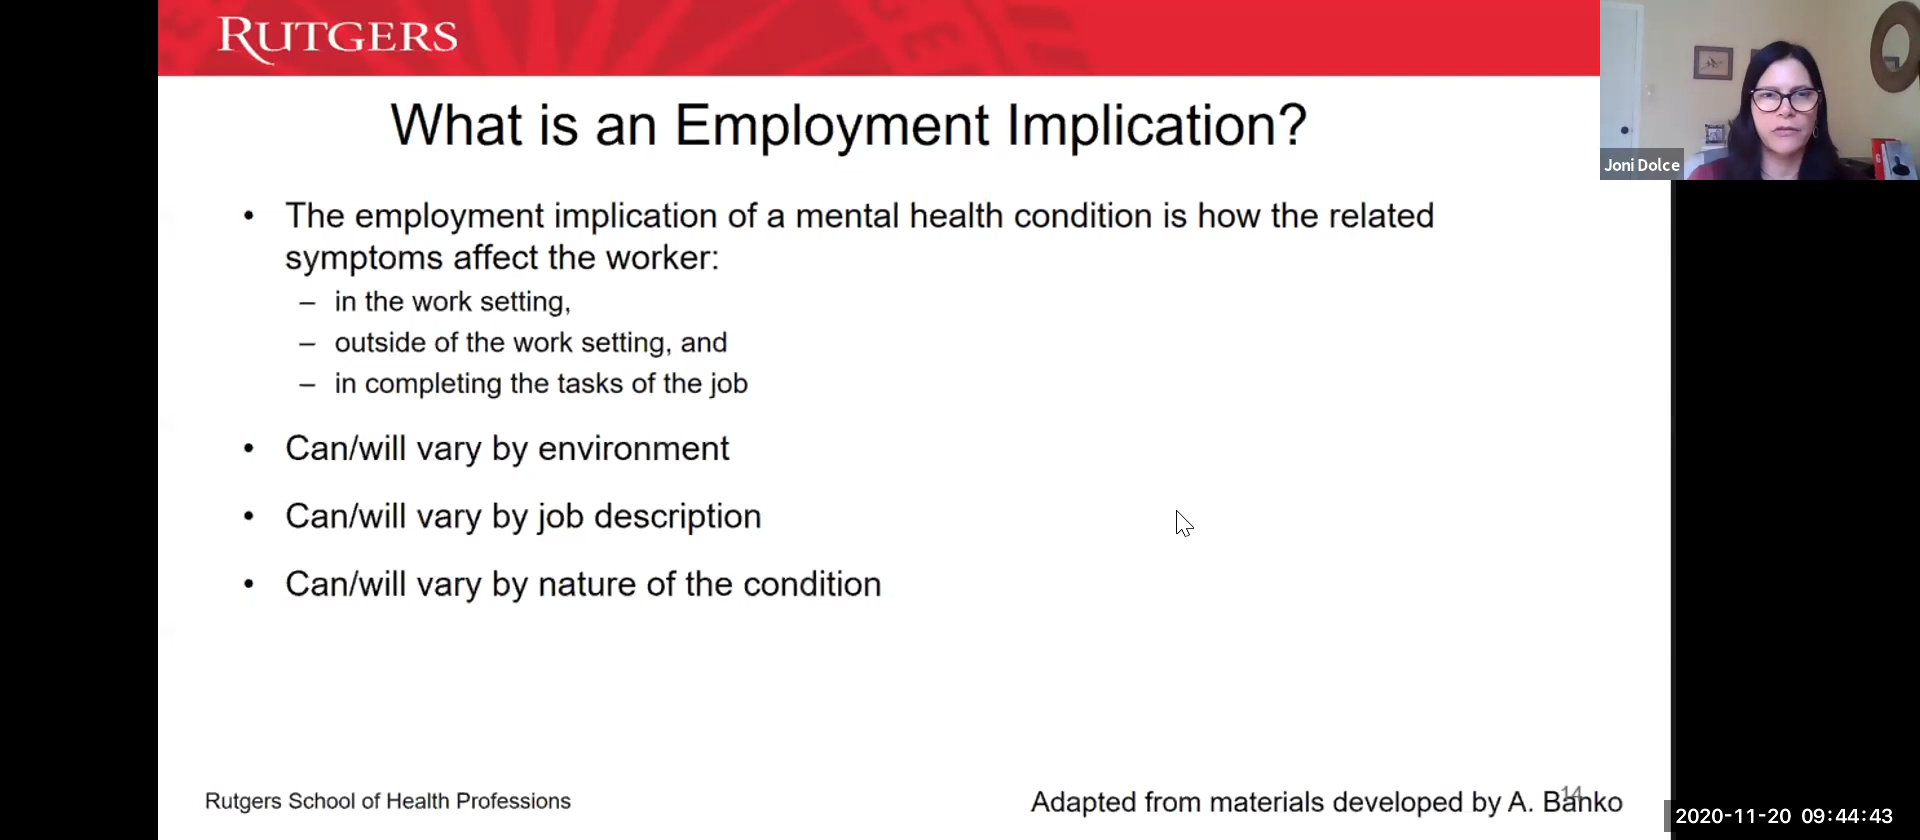 RUTGERS
What is an Employment Implication?
• The employment implication of a mental health condition is how the related
symptoms affect the worker:
– in the work setting,
– outside of the work setting, and
– in completing the tasks of the job
• Can/will vary by environment
• Can/will vary by job description
• Can/will vary by nature of the condition
Rutgers School of Health Professions
Adapted from materials developed by A. Banko
14
Joni Dolce
2020-11-20 09:44:43